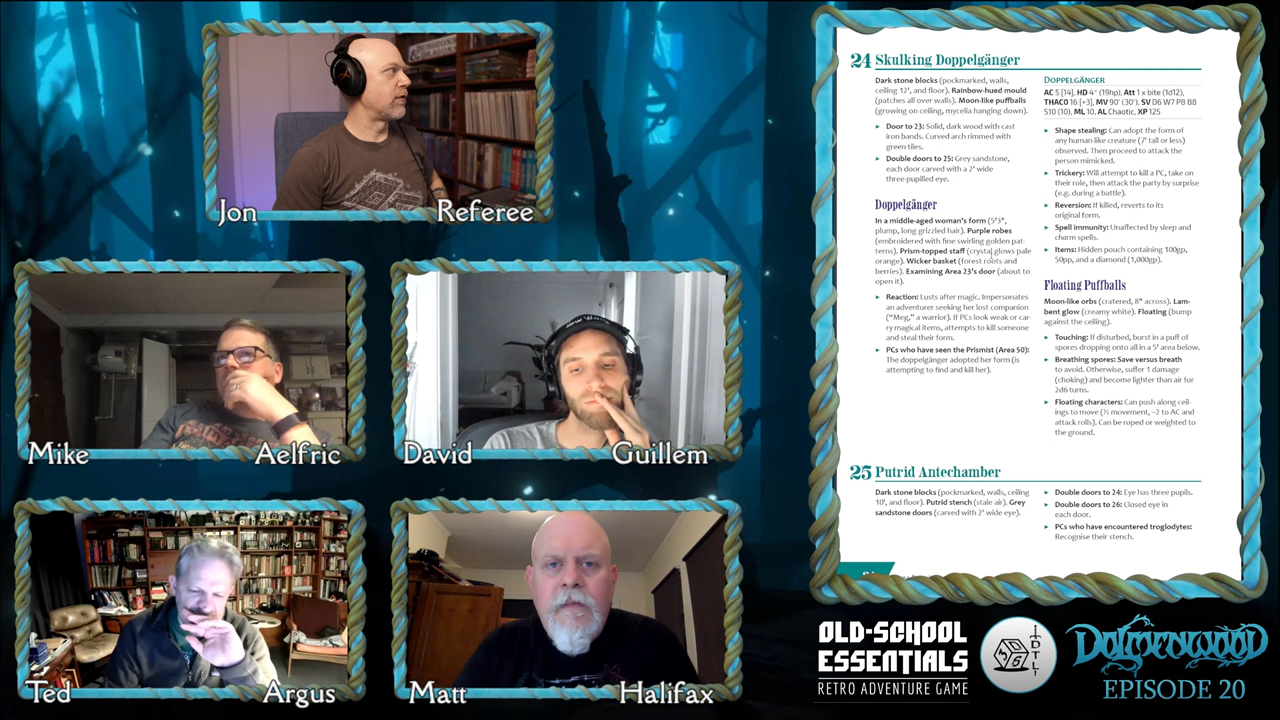 Jon Referee
Mike Aelfric
David Guillem
Ted Argus
Matt Halifax
24 Skulking Doppelgänger
Dark stone blocks (pockmarked, walls,
ceiling 12', and floor). Rainbow-hued mould
(patches all over walls). Moon-like puffballs
(growing on ceiling, mycelia hanging down).
► Door to 23: Solid, dark wood with cast
iron bands. Curved arch rimmed with
green tiles.
► Double doors to 25: Grey sandstone,
each door carved with a 2' wide
three-pupilled eye.
Doppelgänger
In a middle-aged woman's form (5'3",
plump, long grizzled hair). Purple robes
(embroidered with fine swirling golden pat-
terns). Prism-topped staff (crystal glows pale
orange). Wicker basket (forest roots and
berries). Examining Area 23's door (about to
open it).
► Reaction: Lusts after magic. Impersonates
an adventurer seeking her lost companion
("Meg," a warrior). If PCs look weak or car-
ry magical items, attempts to kill someone
and steal their form.
► PCs who have seen the Prismist (Area 50):
The doppelgänger adopted her form (is
attempting to find and kill her).
DOPPELGÄNGER
AC 5 [14], HD 4* (19hp), Att 1 x bite (1d12),
THAC0 16 [+3], MV 90' (30'), SV D6 W7 P8 B8
S10 (10), ML 10, AL Chaotic, XP 125
► Shape stealing: Can adopt the form of
any human-like creature (7' tall or less)
observed. Then proceed to attack the
person mimicked.
► Trickery: Will attempt to kill a PC, take on
their role, then attack the party by surprise
(e.g. during a battle).
► Reversion: If killed, reverts to its
original form.
► Spell immunity: Unaffected by sleep and
charm spells.
► Items: Hidden pouch containing 100gp,
50pp, and a diamond (1,000gp).
Floating Puffballs
Moon-like orbs (cratered, 8" across). Lam-
bent glow (creamy white). Floating (bump
against the ceiling).
► Touching: If disturbed, burst in a puff of
spores dropping onto all in a 5' area below.
► Breathing spores: Save versus breath
to avoid. Otherwise, suffer 1 damage
(choking) and become lighter than air for
2d6 turns.
► Floating characters: Can push along ceil-
ings to move (½ movement, –2 to AC and
attack rolls). Can be roped or weighted to
the ground.
25 Putrid Antechamber
Dark stone blocks (pockmarked, walls, ceiling
10', and floor). Putrid stench (stale air). Grey
sandstone doors (carved with 2' wide eye).
► Double doors to 24: Eye has three pupils.
► Double doors to 26: Closed eye in
each door.
► PCs who have encountered troglodytes:
Recognise their stench.
OLD-SCHOOL
ESSENTIALS
RETRO ADVENTURE GAME
IDTL
DOLMENWOOD
EPISODE 20